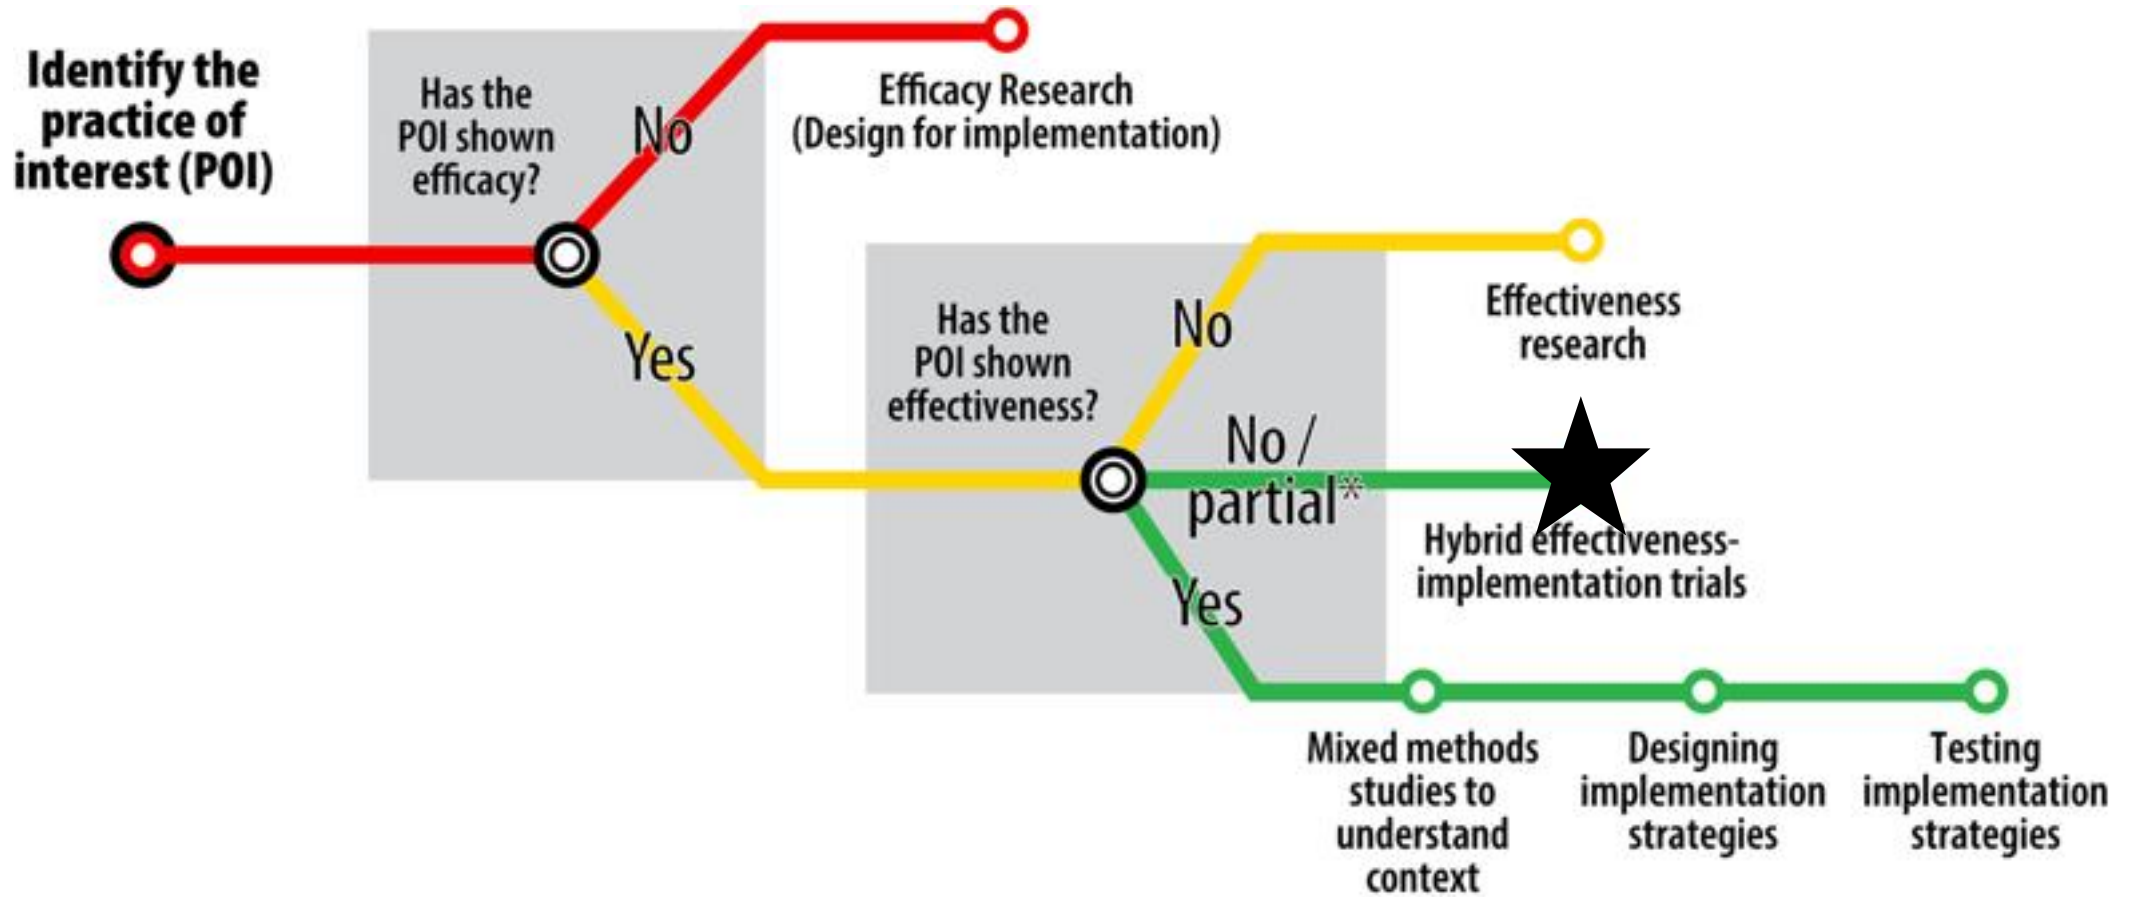 Identify the
practice of
interest (POI)
Has the
POI shown
efficacy?
No
Yes
Efficacy Research
(Design for implementation)
Has the
POI shown
effectiveness?
No
No /
partial*
Yes
Effectiveness
research
Hybrid effectiveness-
implementation trials
Mixed methods
studies to
understand
context
Designing
implementation
strategies
Testing
implementation
strategies